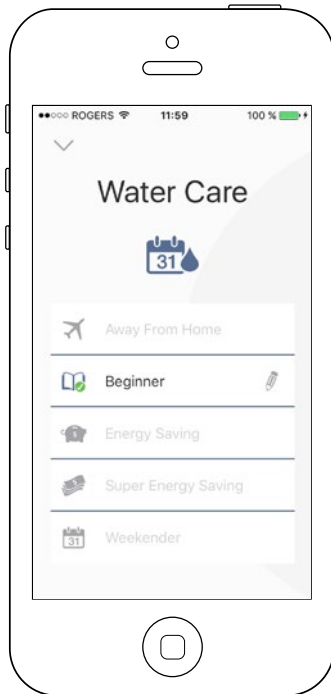 ROGERS 11:59 100 %
Water Care
31
Away From Home
Beginner
Energy Saving
Super Energy Saving
31
Weekender